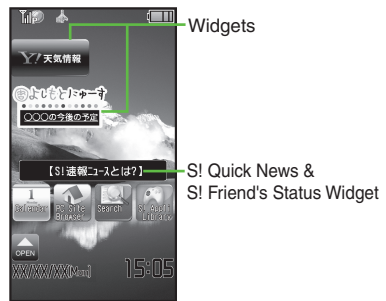 Widgets
Y! 天気情報
よしもとにゅーす
○○○の今後の予定
【S!速報ニュースとは?】
S! Quick News &
S! Friend's Status Widget
1
Calendar
PC Site
Browser
Search
S! Appli
Library
OPEN
XX/XX/XX(Mon)
15:05